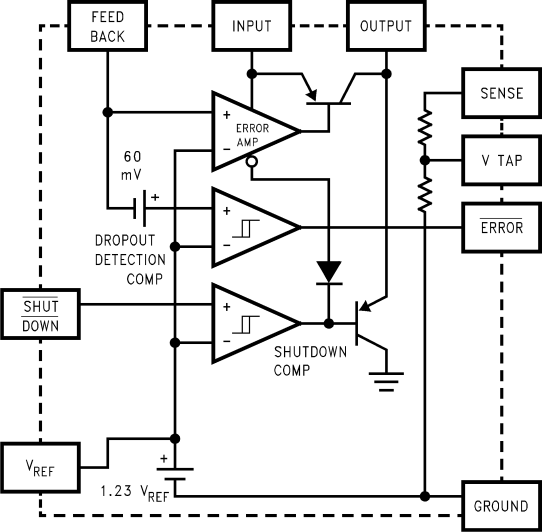 FEED
BACK
INPUT
OUTPUT
SENSE
+
ERROR
AMP
−
60
mV
V TAP
+
+
DROPOUT
DETECTION
COMP
−
ERROR
SHUT
DOWN
+
−
SHUTDOWN
COMP
VREF
+
1.23 VREF
GROUND